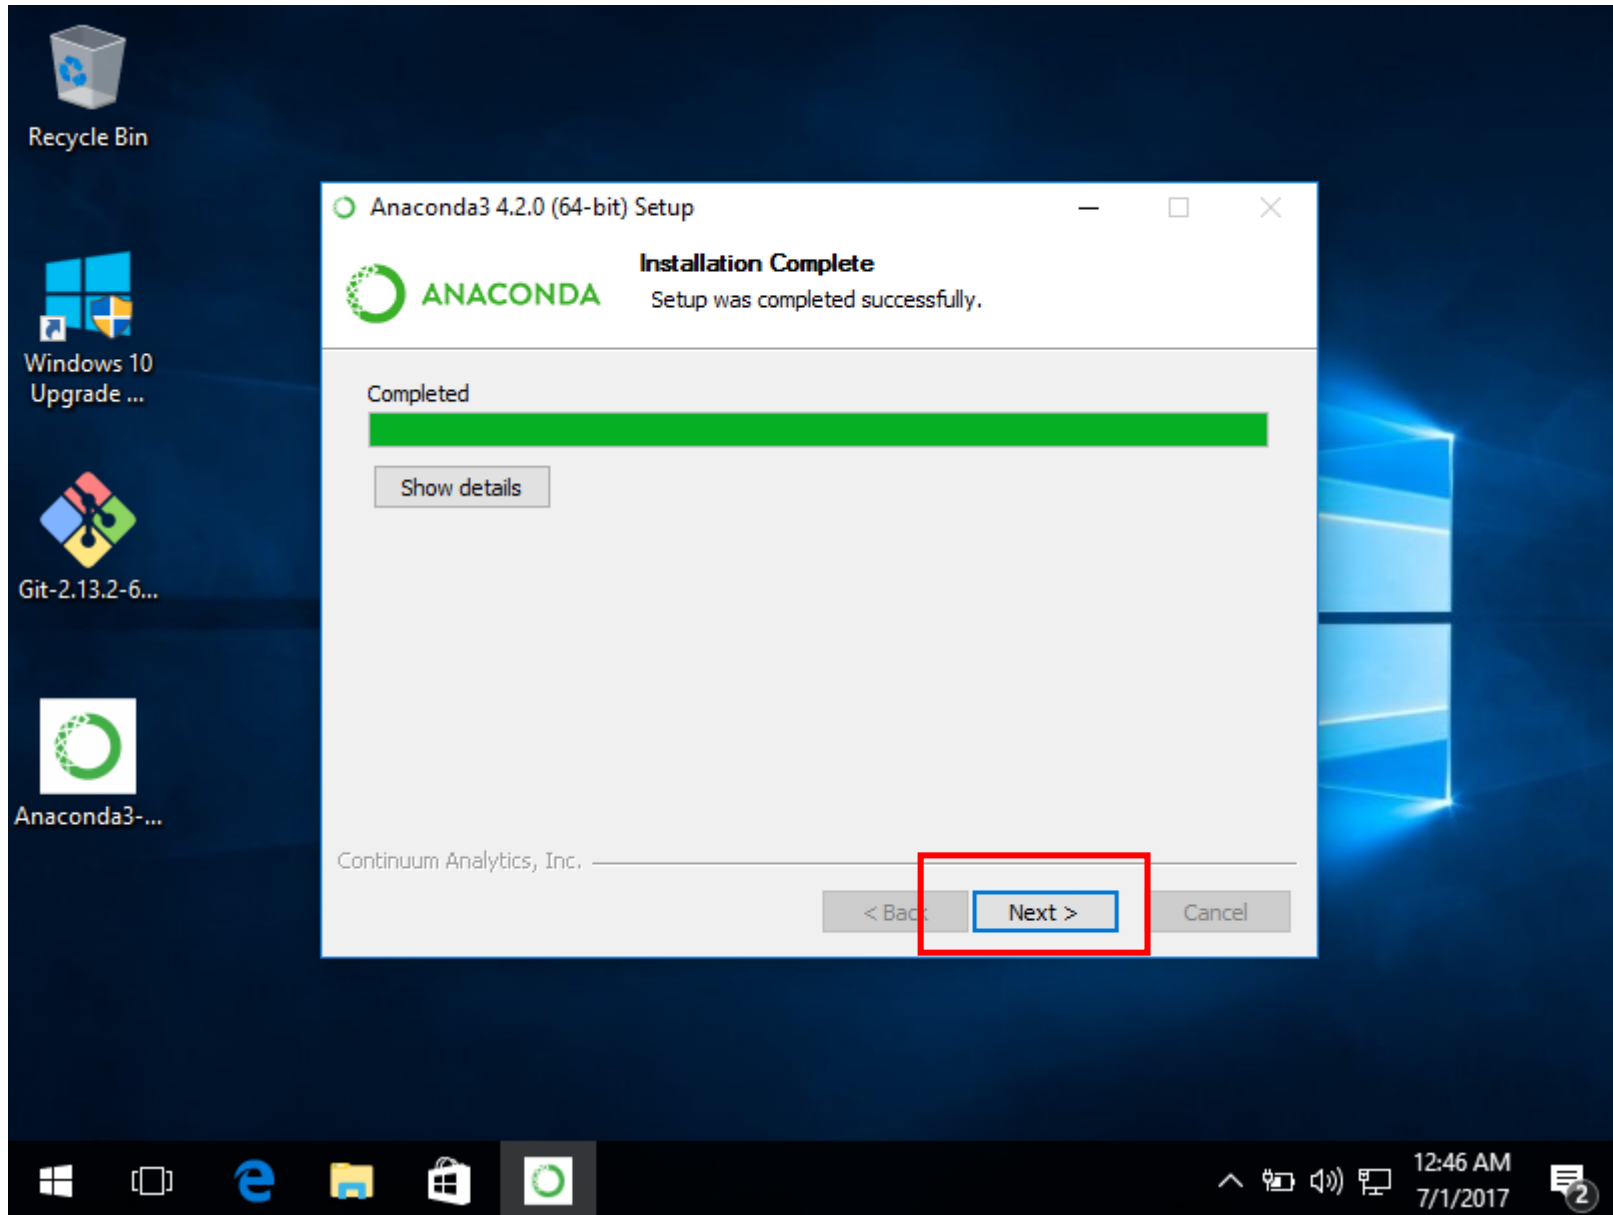 Recycle Bin
Windows 10
Upgrade ...
Git-2.13.2-6...
Anaconda3-...
Anaconda3 4.2.0 (64-bit) Setup
ANACONDA
Installation Complete
Setup was completed successfully.
Completed
Show details
Continuum Analytics, Inc.
< Back
Next >
Cancel
12:46 AM
7/1/2017
2